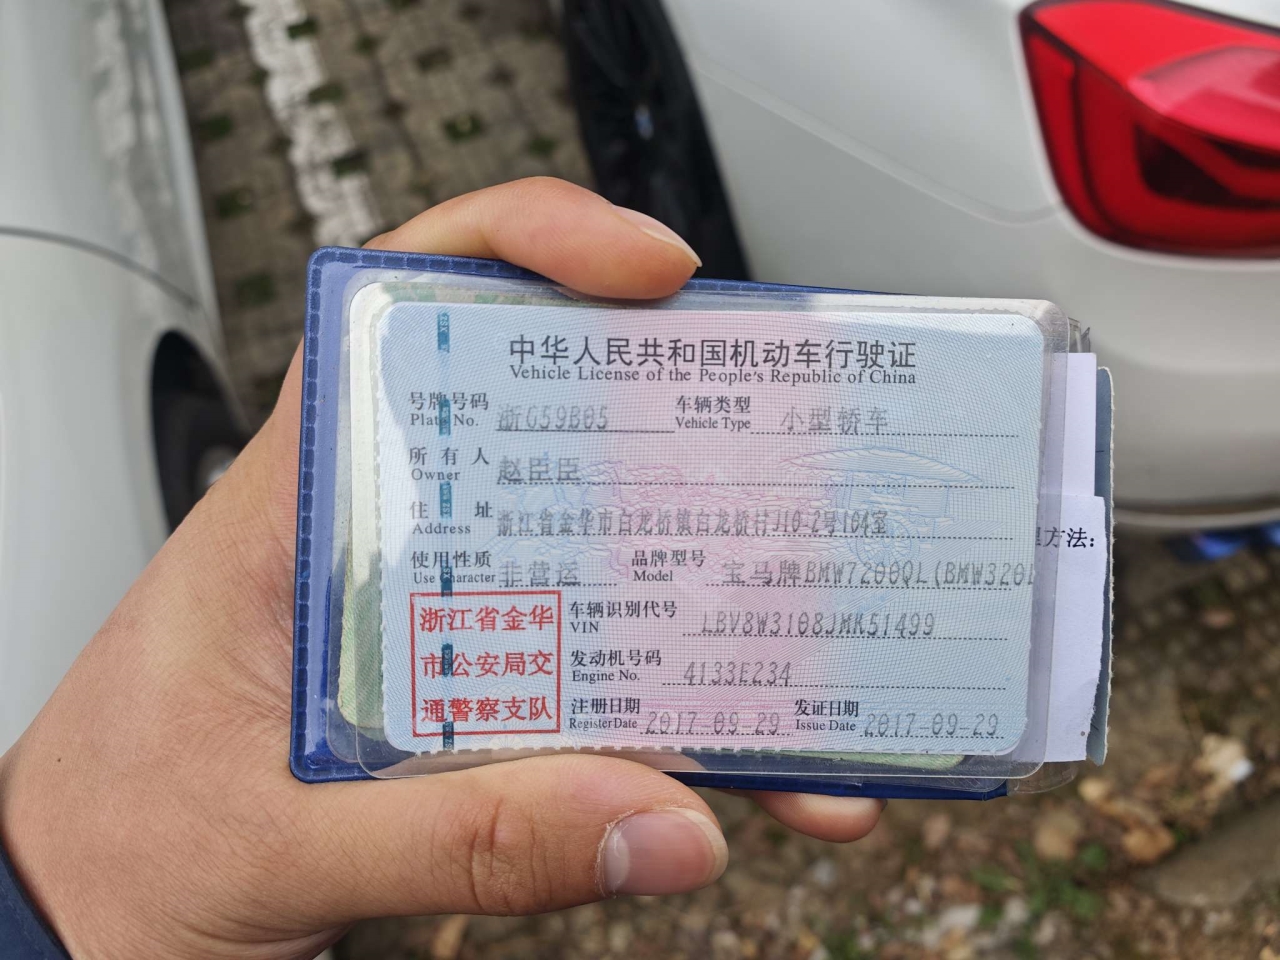 中华人民共和国机动车行驶证
Vehicle License of the People's Republic of China
号牌号码 浙G59B05 车辆类型 小型轿车
Plate No. Vehicle Type
所有人 赵臣臣
Owner
住址 浙江省金华市白龙桥镇白龙桥村J10-2号104室
Address
使用性质 非营运 品牌型号 宝马牌BMW7200QL(BMW320L
Use Character Model
浙江省金华
市公安局交
通警察支队
车辆识别代号 LBV8W3108JMK51499
VIN
发动机号码 4133E234
Engine No.
注册日期 2017-09-29 发证日期 2017-09-29
Register Date Issue Date
方法：